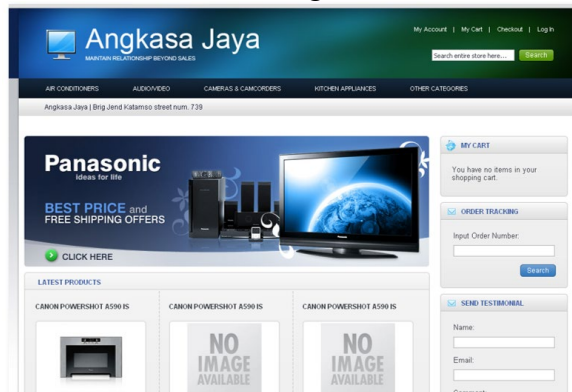 Angkasa Jaya
MAINTAIN RELATIONSHIP BEYOND SALES
My Account | My Cart | Checkout | Log In
Search entire store here... Search
AIR CONDITIONERS AUDIO/VIDEO CAMERAS & CAMCORDERS KITCHEN APPLIANCES OTHER CATEGORIES
Angkasa Jaya | Brig Jend Katamso street num. 739
Panasonic
Ideas for life
BEST PRICE and
FREE SHIPPING OFFERS
CLICK HERE
MY CART
You have no items in your
shopping cart.
ORDER TRACKING
Input Order Number:
Search
LATEST PRODUCTS
CANON POWERSHOT A590 IS CANON POWERSHOT A590 IS CANON POWERSHOT A590 IS
NO
IMAGE
AVAILABLE
NO
IMAGE
AVAILABLE
SEND TESTIMONIAL
Name:
Email: